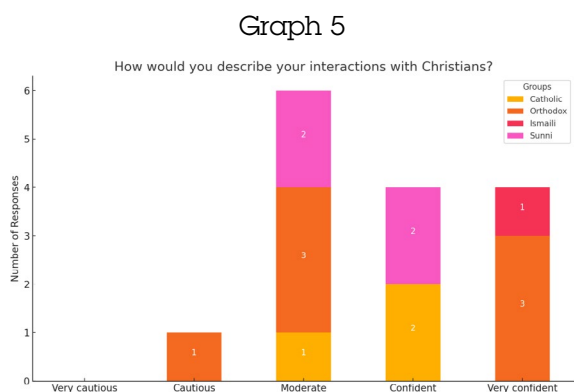 Graph 5
How would you describe your interactions with Christians?
Groups
Catholic
Orthodox
Ismaili
Sunni
Number of Responses
6
5
4
3
2
1
0
1
1
3
2
2
2
3
1
Very cautious
Cautious
Moderate
Confident
Very confident